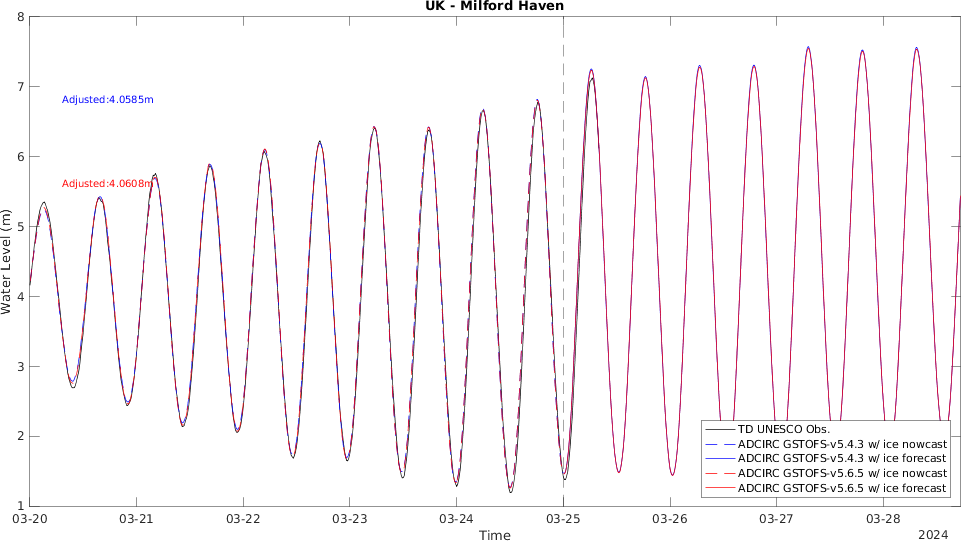 UK - Milford Haven
8
7
6
5
4
3
2
1
Water Level (m)
Adjusted:4.0585m
Adjusted:4.0608m
TD UNESCO Obs.
ADCIRC GSTOFS-v5.4.3 w/ ice nowcast
ADCIRC GSTOFS-v5.4.3 w/ ice forecast
ADCIRC GSTOFS-v5.6.5 w/ ice nowcast
ADCIRC GSTOFS-v5.6.5 w/ ice forecast
03-20 03-21 03-22 03-23 03-24 03-25 03-26 03-27 03-28
Time
2024